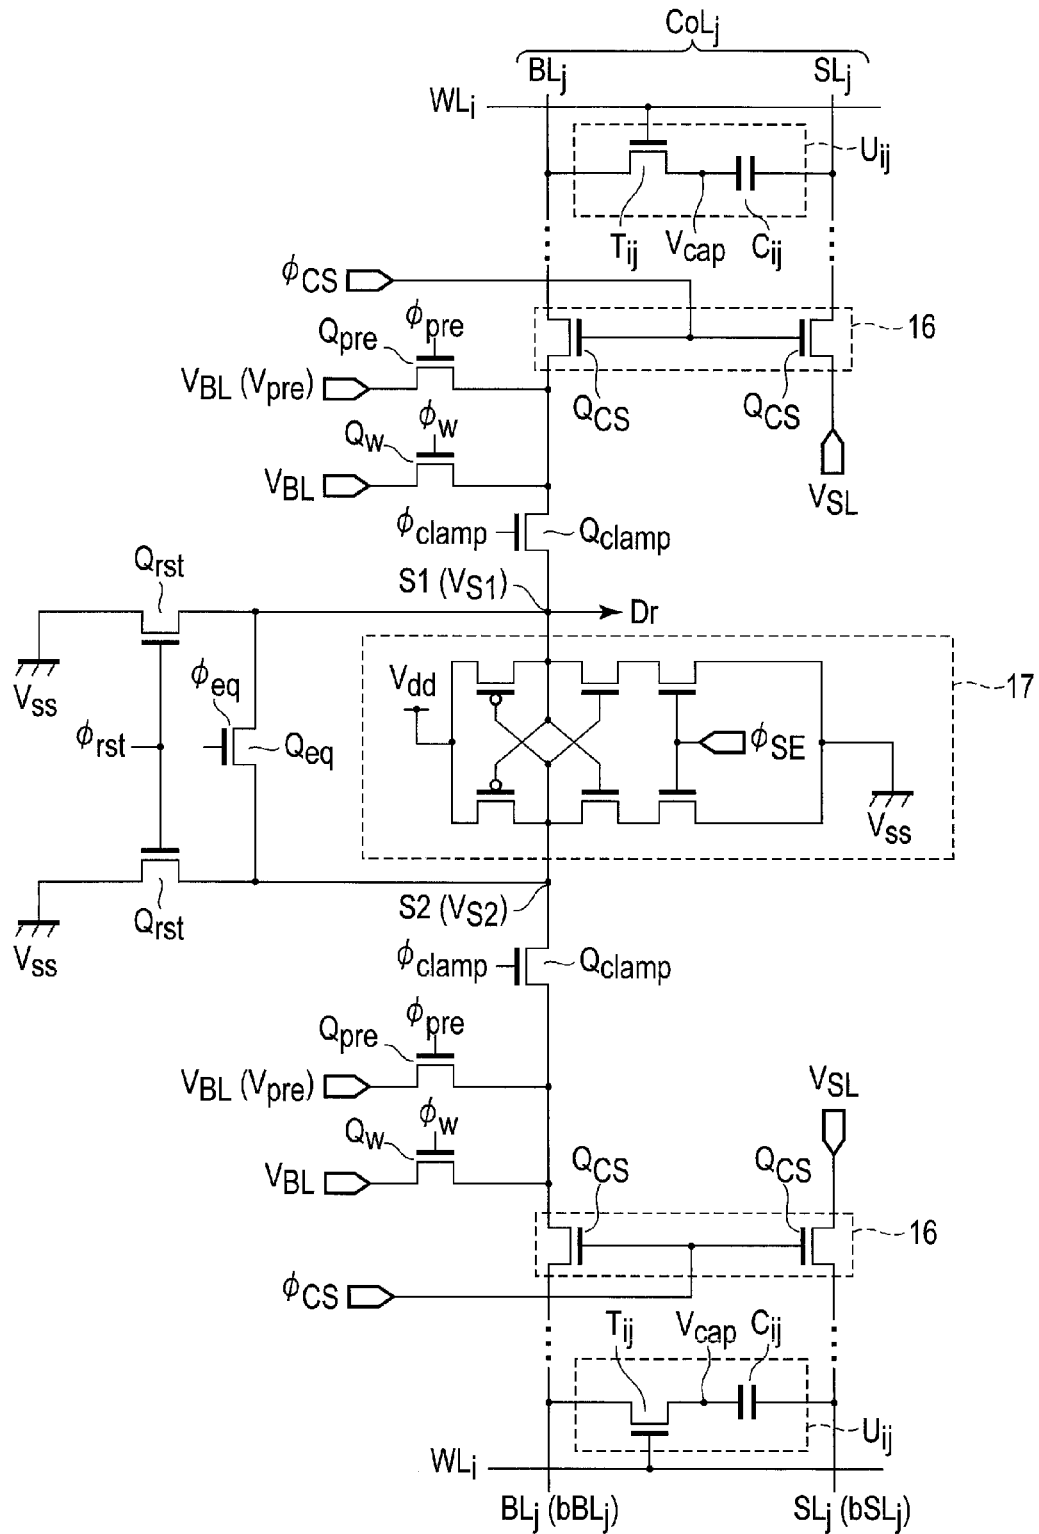 CoLj
BLj SLj
WLi
Uij
Tij Vcap Cij
ϕCS
16
Qpre ϕpre
VBL (Vpre)
QCS QCS
Qw ϕw
VBL
VSL
ϕclamp Qclamp
Qrst
S1 (VS1)
Dr
Vss
ϕeq
Vdd
17
ϕrst
Qeq
ϕSE
Vss
Qrst
S2 (VS2)
Vss
ϕclamp Qclamp
Qpre ϕpre
VBL (Vpre)
VSL
Qw ϕw
VBL
QCS QCS
16
ϕCS
Tij Vcap Cij
Uij
WLi
BLj (bBLj) SLj (bSLj)